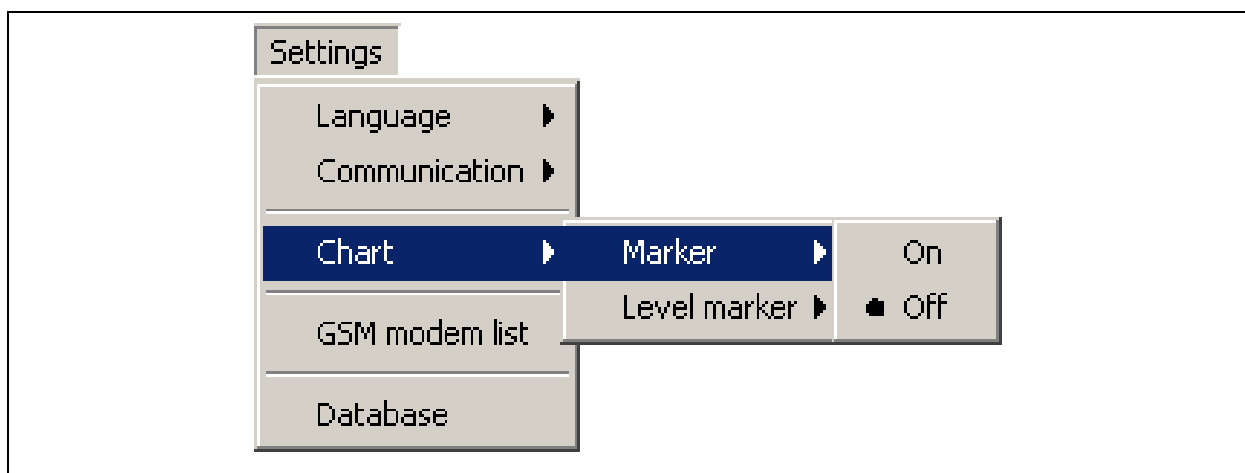 Settings
Language
Communication
Chart
Marker
On
Level marker
Off
GSM modem list
Database